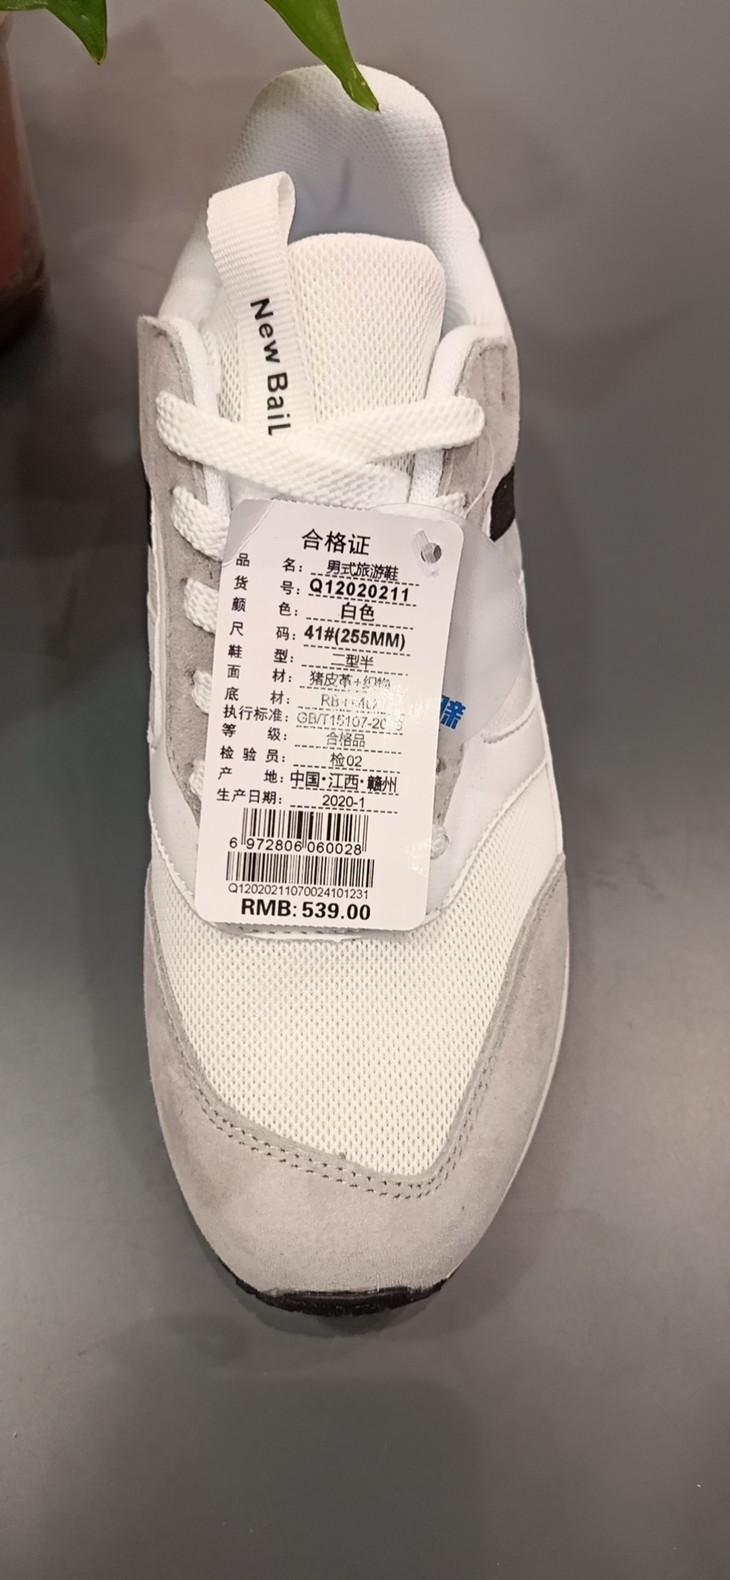 New BaiL
合格证
品 名: 男式旅游鞋
货 号: Q12020211
颜 色: 白色
尺 码: 41#(255MM)
鞋 型: 二型半
面 材: 猪皮革+织物
底 材:
执行标准:
等 级: 合格品
检 验 员: 检02
产 地: 中国·江西·赣州
生产日期: 2020-1
6 972806 060028
Q12020211070024101231
RMB: 539.00